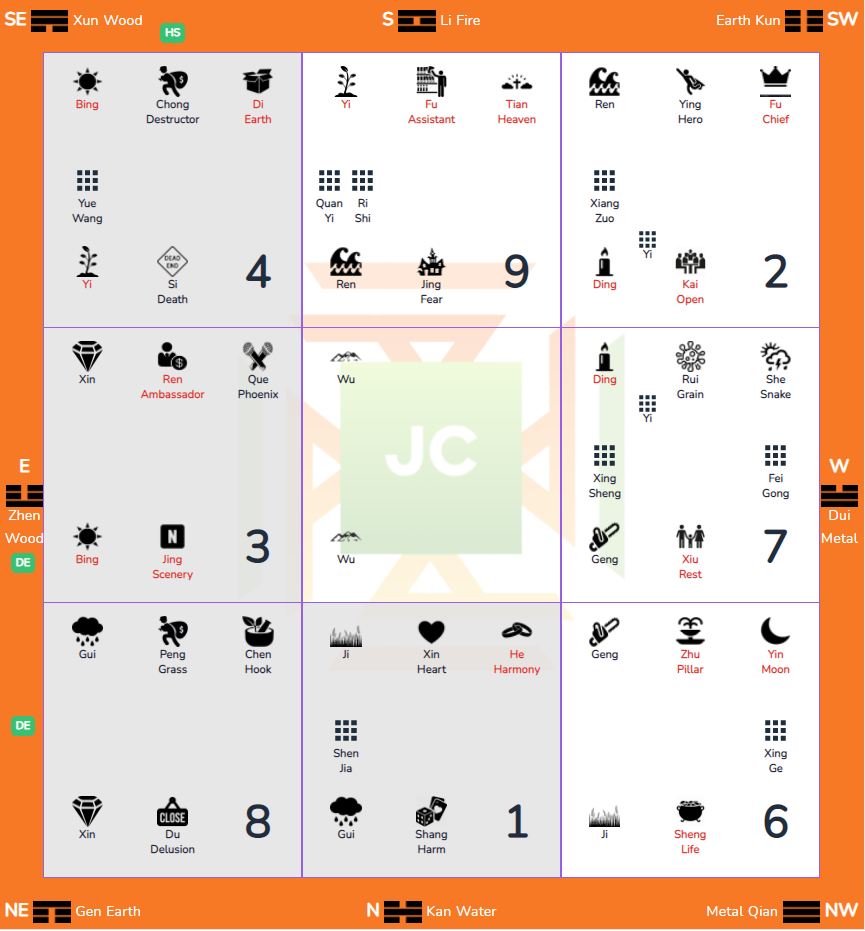 SE Xun Wood
HS
S Li Fire
Earth Kun SW
Bing
Chong
Destructor
Di
Earth
Yue
Wang
Yi
DEAD
END
Si
Death
4
Yi
Fu
Assistant
Tian
Heaven
Quan
Yi
Ri
Shi
Ren
Jing
Fear
9
Ren
Ying
Hero
Fu
Chief
Xiang
Zuo
Yi
Ding
Kai
Open
2
E
Zhen
Wood
DE
Xin
Ren
Ambassador
Que
Phoenix
Bing
N
Jing
Scenery
3
Wu
JC
Wu
Ding
Rui
Grain
She
Snake
Yi
Xing
Sheng
Fei
Gong
Geng
Xiu
Rest
7
W
Dui
Metal
DE
Gui
Peng
Grass
Chen
Hook
Xin
CLOSE
Du
Delusion
8
Ji
Xin
Heart
He
Harmony
Shen
Jia
Gui
Shang
Harm
1
Geng
Zhu
Pillar
Yin
Moon
Xing
Ge
Ji
Sheng
Life
6
NE Gen Earth
N Kan Water
Metal Qian NW